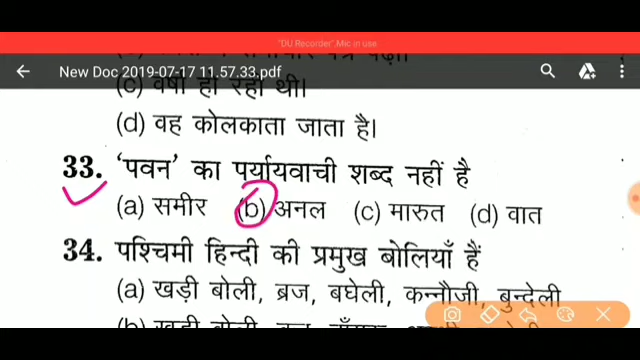 "DU Recorder",Mic in use
New Doc 2019-07-17 11.57.33.pdf
(c) वर्षा हो रही थी।
(d) वह कोलकाता जाता है।
33. ‘पवन’ का पर्यायवाची शब्द नहीं है
(a) समीर (b) अनल (c) मारुत (d) वात
34. पश्चिमी हिन्दी की प्रमुख बोलियाँ हैं
(a) खड़ी बोली, ब्रज, बघेली, कन्नौजी, बुन्देली